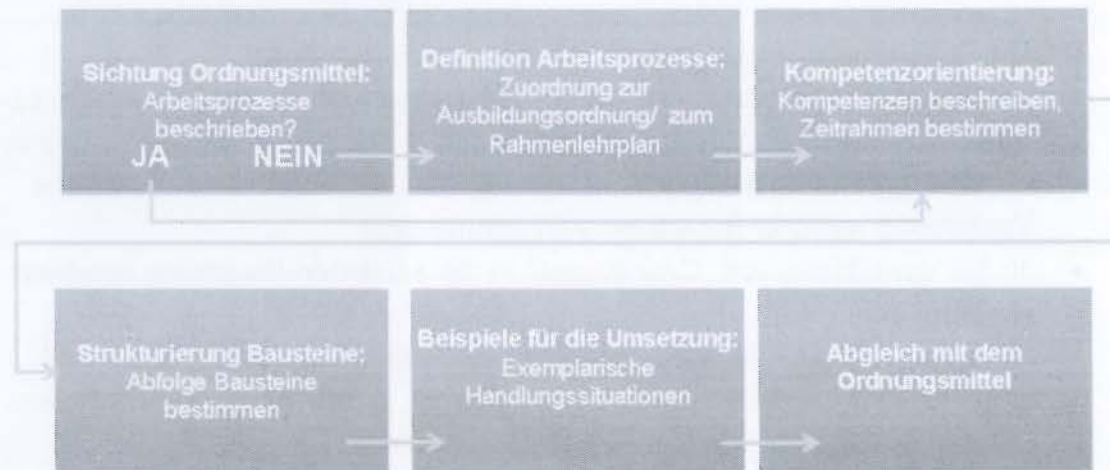 Sichtung Ordnungsmittel:
Arbeitsprozesse
beschrieben?
JA NEIN
Definition Arbeitsprozesse:
Zuordnung zur
Ausbildungsordnung/ zum
Rahmenlehrplan
Kompetenzorientierung:
Kompetenzen beschreiben,
Zeitrahmen bestimmen
Strukturierung Bausteine:
Abfolge Bausteine
bestimmen
Beispiele für die Umsetzung:
Exemplarische
Handlungssituationen
Abgleich mit dem
Ordnungsmittel